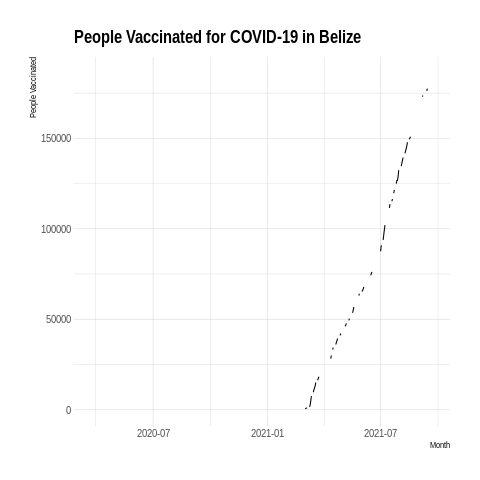 People Vaccinated for COVID-19 in Belize
People Vaccinated
150000
100000
50000
0
2020-07 2021-01 2021-07
Month